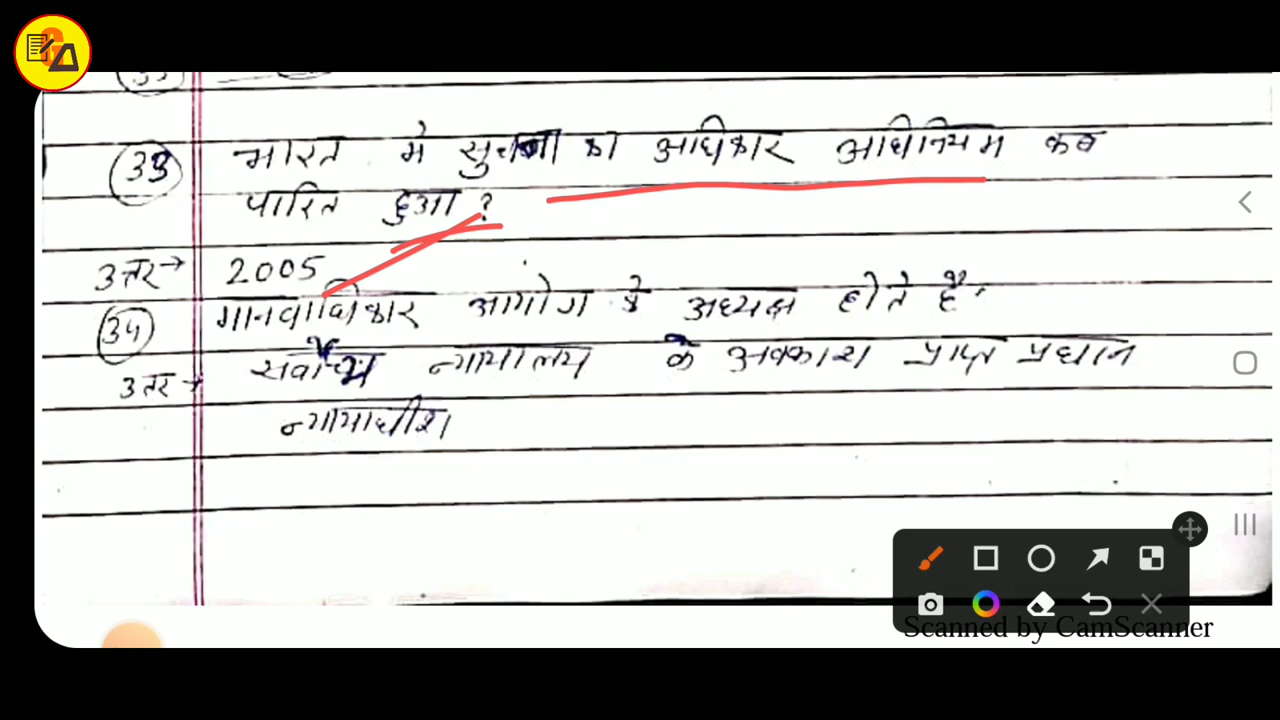 (33) भारत मे सुचना का अधिकार अधिनियम कब
पारित हुआ ?
उत्तर→ 2005
(34) मानवाधिकार आयोग के अध्यक्ष होते हैं,
उत्तर→ सर्वोच्च न्यायालय के अवकाश प्राप्त प्रधान
न्यायाधीश
Scanned by CamScanner